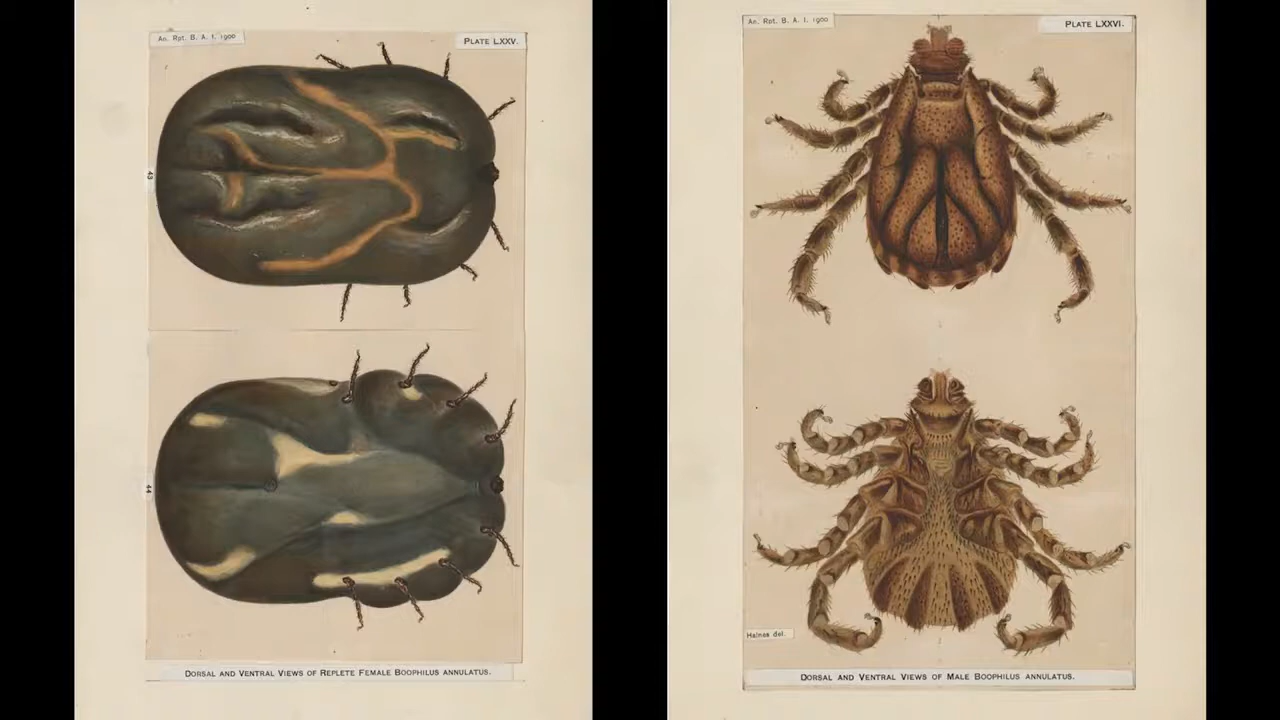 An. Rpt. B. A. I. 1900
PLATE LXXV.
43
44
DORSAL AND VENTRAL VIEWS OF REPLETE FEMALE BOOPHILUS ANNULATUS.
An. Rpt. B. A. I. 1900
PLATE LXXVI.
Haines del.
DORSAL AND VENTRAL VIEWS OF MALE BOOPHILUS ANNULATUS.